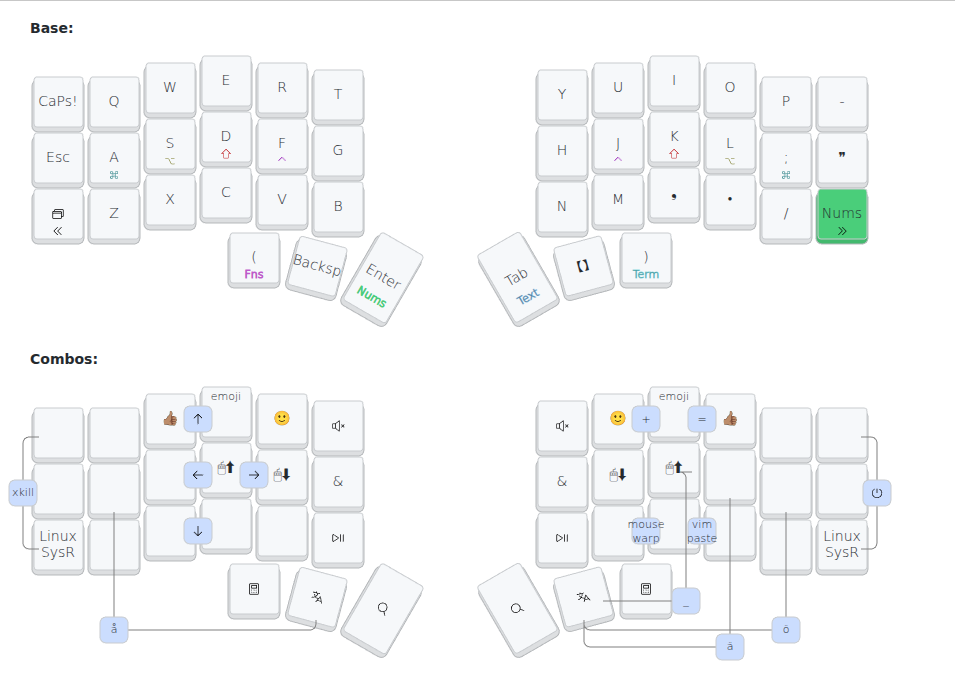 Base:
CaPs! Q W E R T Y U I O P -
Esc A S D F G H J K L ; "
⌘ ⌥ ⇧ ^ ^ ⇧ ⌥ ⌘
« Z X C V B N M , . / Nums »
( Backsp Enter Tab 【】 )
Fns Nums Text Term
Combos:
emoji emoji
↑ + =
← → & &
xkill
↓ mouse warp vim paste
Linux SysR Linux SysR
_
å ö
ä